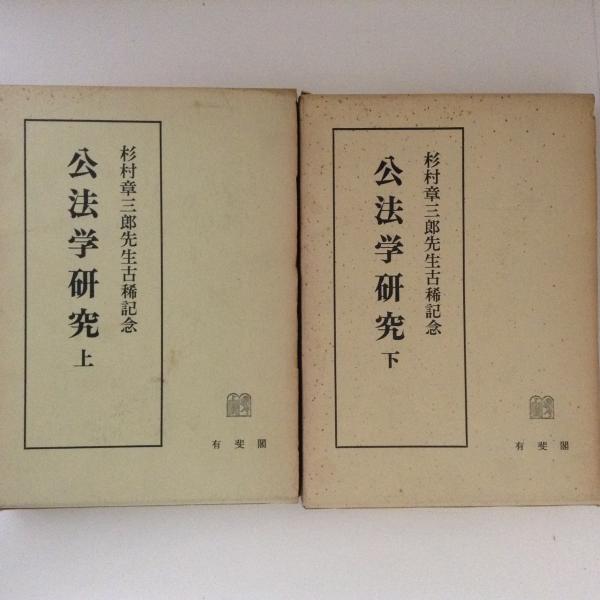 杉村章三郎先生古稀記念
公法学研究 上
有斐閣
杉村章三郎先生古稀記念
公法学研究 下
有斐閣